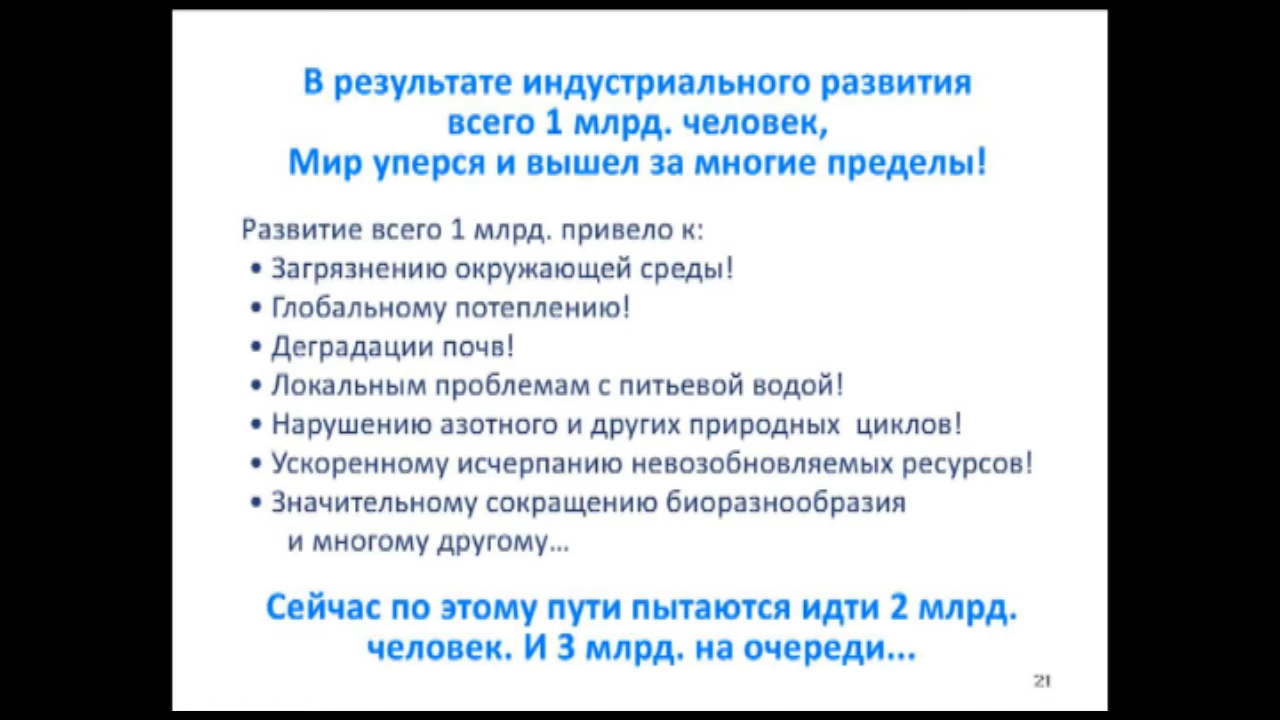 В результате индустриального развития
всего 1 млрд. человек,
Мир уперся и вышел за многие пределы!
Развитие всего 1 млрд. привело к:
• Загрязнению окружающей среды!
• Глобальному потеплению!
• Деградации почв!
• Локальным проблемам с питьевой водой!
• Нарушению азотного и других природных  циклов!
• Ускоренному исчерпанию невозобновляемых ресурсов!
• Значительному сокращению биоразнообразия
и многому другому...
Сейчас по этому пути пытаются идти 2 млрд.
человек. И 3 млрд. на очереди...
21